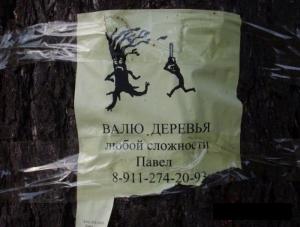 ВАЛЮ ДЕРЕВЬЯ
любой сложности
Павел
8-911-274-20-93